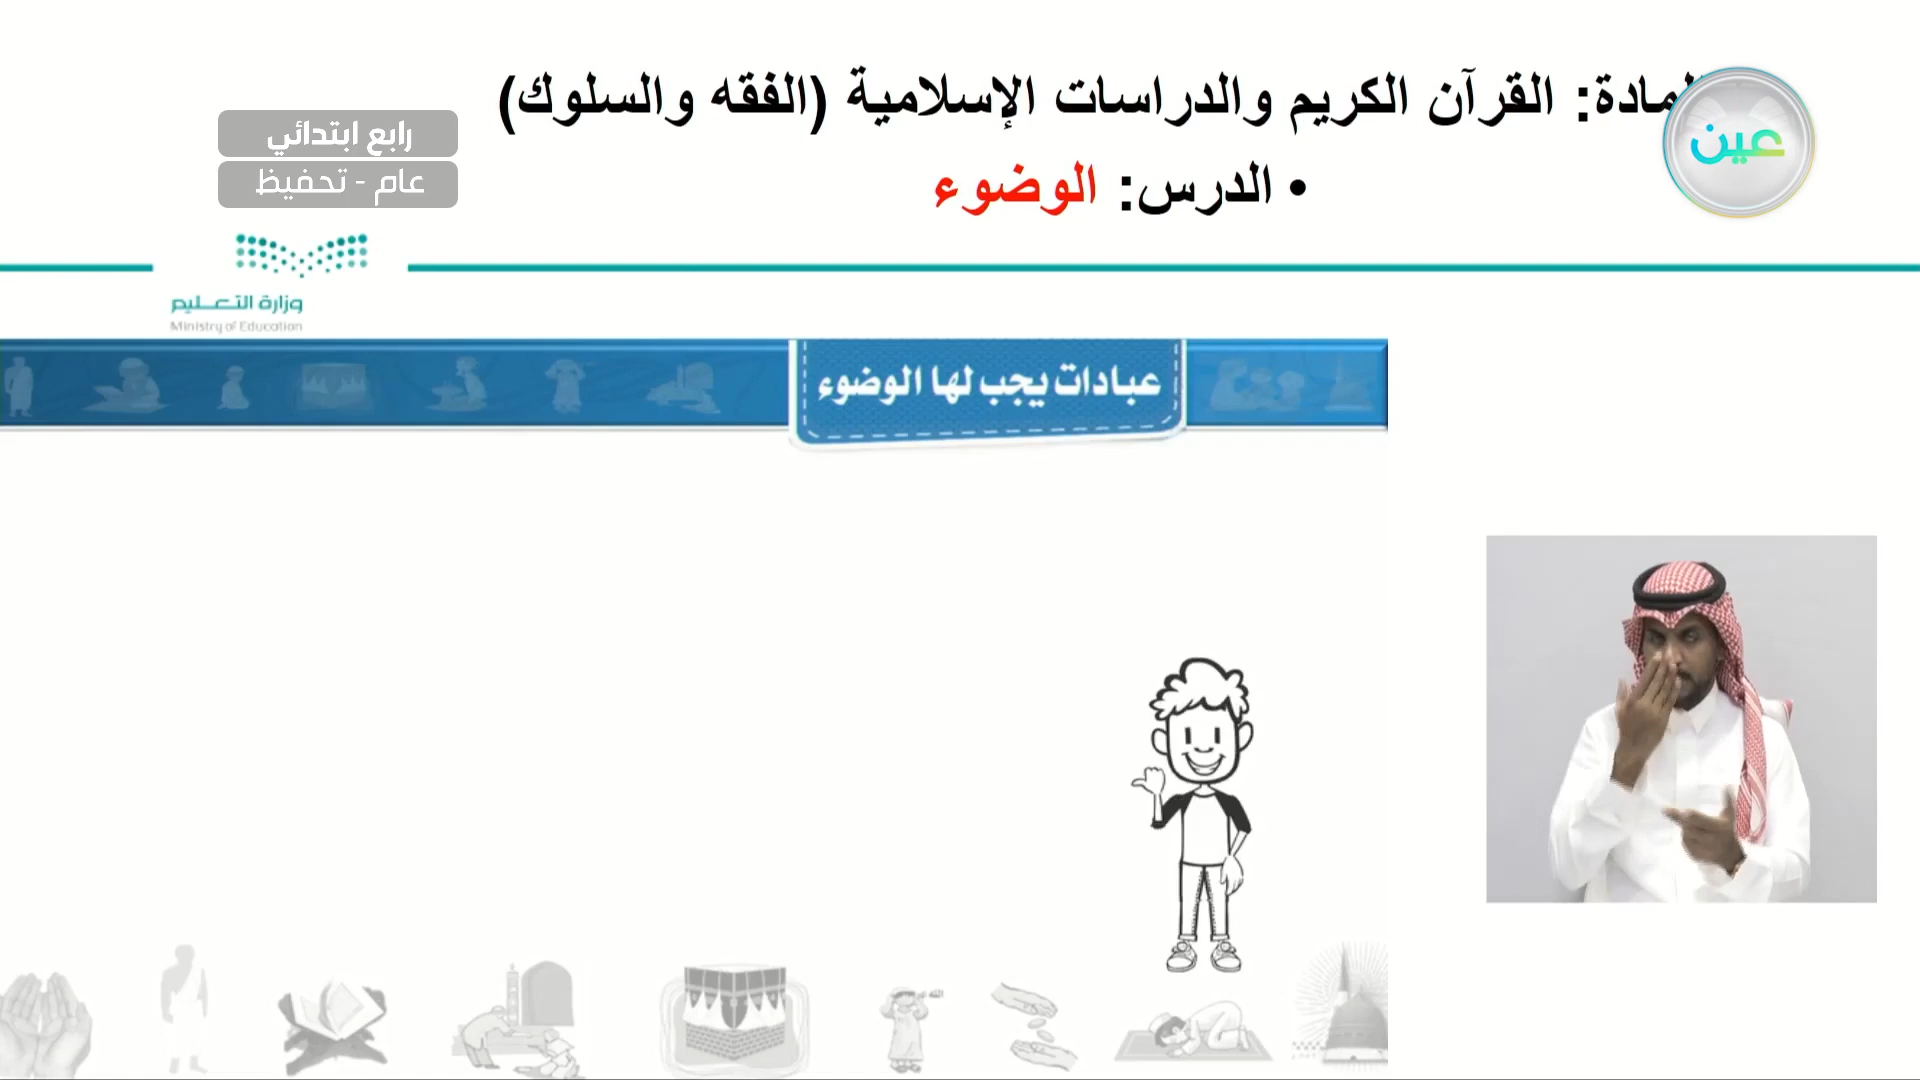 المادة: القرآن الكريم والدراسات الإسلامية (الفقه والسلوك)
عين
رابع ابتدائي
عام - تحفيظ
• الدرس: الوضوء
وزارة التعليم
Ministry of Education
عبادات يجب لها الوضوء